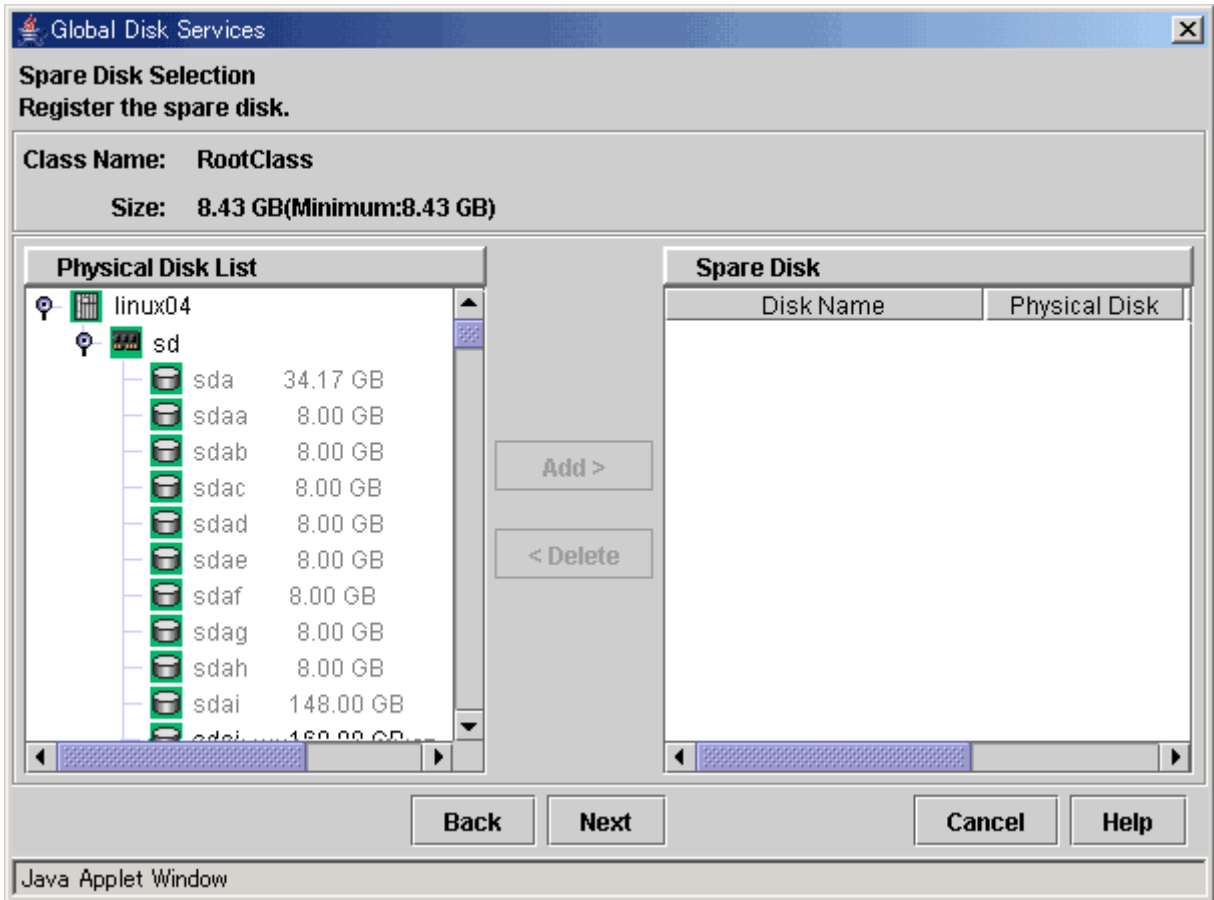 Global Disk Services
Spare Disk Selection
Register the spare disk.
Class Name: RootClass
Size: 8.43 GB(Minimum:8.43 GB)
Physical Disk List
linux04
sd
sda 34.17 GB
sdaa 8.00 GB
sdab 8.00 GB
sdac 8.00 GB
sdad 8.00 GB
sdae 8.00 GB
sdaf 8.00 GB
sdag 8.00 GB
sdah 8.00 GB
sdai 148.00 GB
Add >
< Delete
Spare Disk
Disk Name Physical Disk
Back Next Cancel Help
Java Applet Window